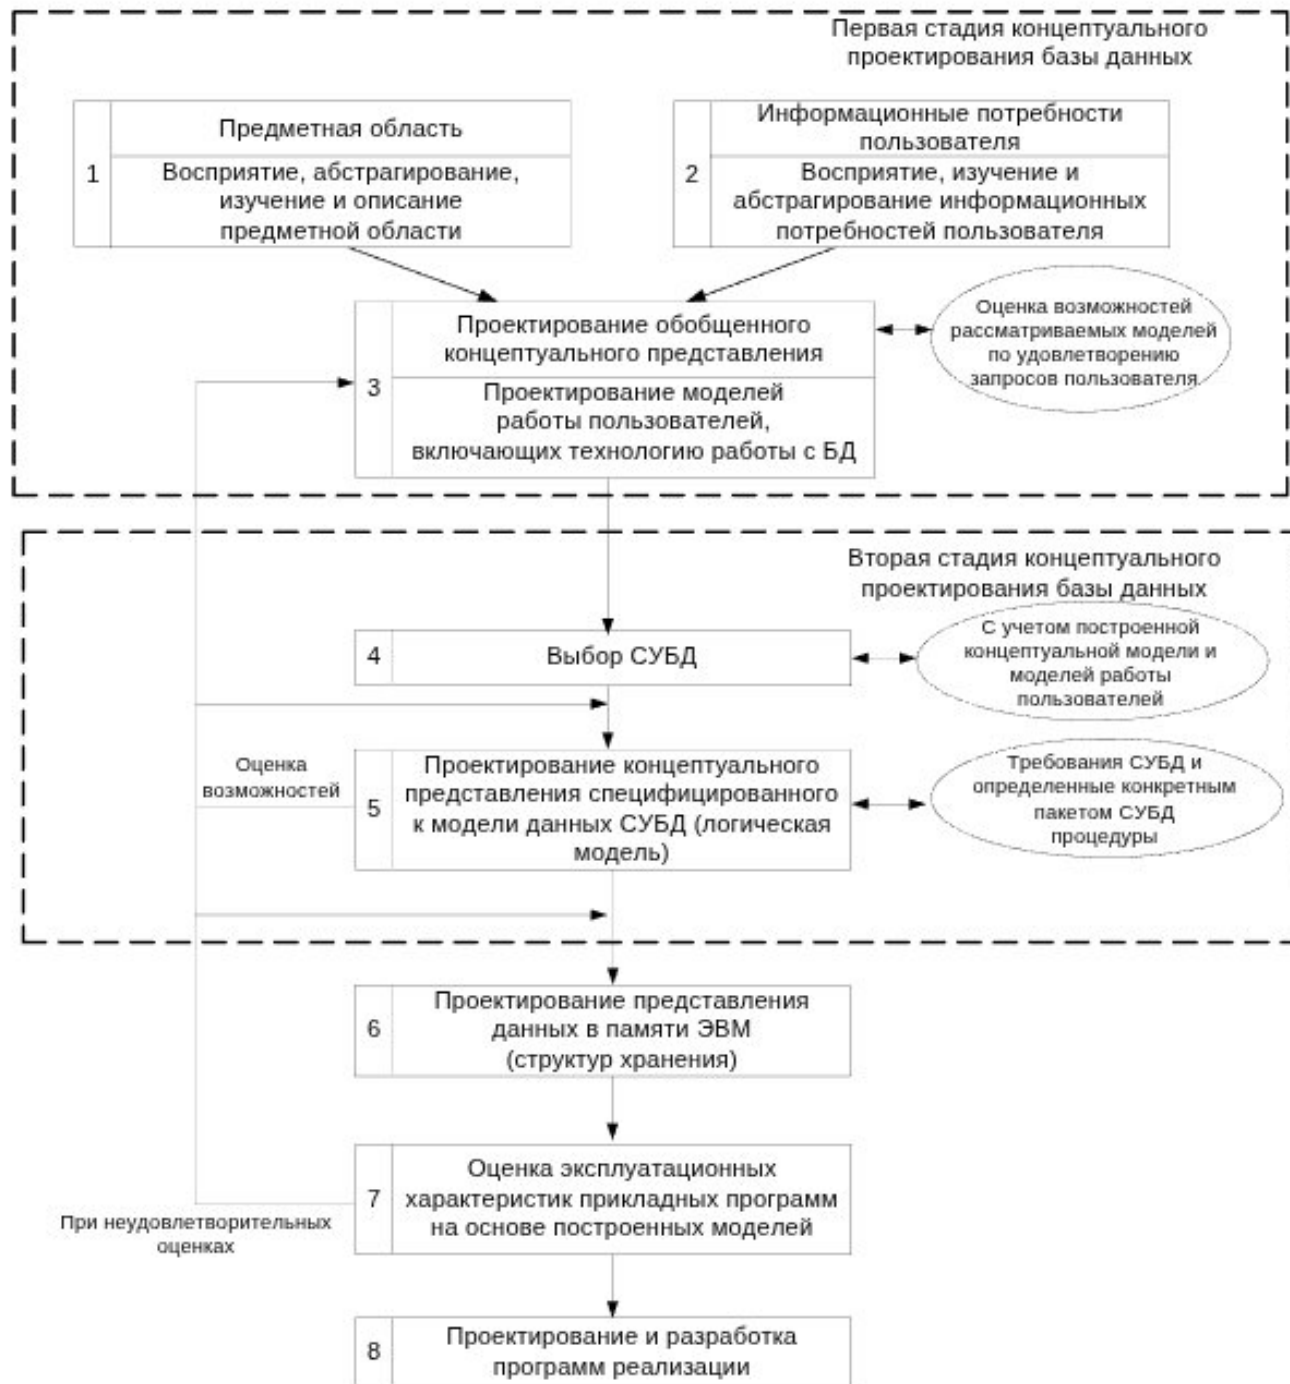 Первая стадия концептуального
проектирования базы данных
1
Предметная область
Восприятие, абстрагирование,
изучение и описание
предметной области
2
Информационные потребности
пользователя
Восприятие, изучение и
абстрагирование информационных
потребностей пользователя
3
Проектирование обобщенного
концептуального представления
Проектирование моделей
работы пользователей,
включающих технологию работы с БД
Оценка возможностей
рассматриваемых моделей
по удовлетворению
запросов пользователя.
Вторая стадия концептуального
проектирования базы данных
4
Выбор СУБД
С учетом построенной
концептуальной модели и
моделей работы
пользователей
Оценка
возможностей
5
Проектирование концептуального
представления специфицированного
к модели данных СУБД (логическая
модель)
Требования СУБД и
определенные конкретным
пакетом СУБД
процедуры
6
Проектирование представления
данных в памяти ЭВМ
(структур хранения)
7
Оценка эксплуатационных
характеристик прикладных программ
на основе построенных моделей
При неудовлетворительных
оценках
8
Проектирование и разработка
программ реализации